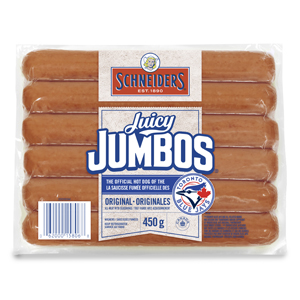 SCHNEIDERS
EST. 1890
Juicy
JUMBOS
THE OFFICIAL HOT DOG OF THE
LA SAUCISSE FUMÉE OFFICIELLE DES
TORONTO
BLUE JAYS
ORIGINAL • ORIGINALES
450 g